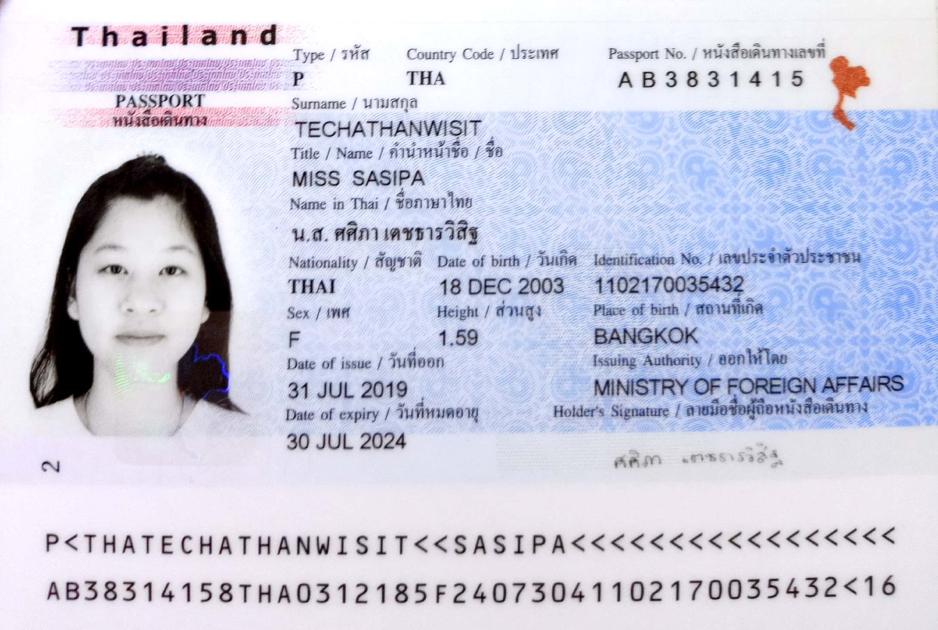 Thailand
PASSPORT
หนังสือเดินทาง
Type / รหัส Country Code / ประเทศ Passport No. / หนังสือเดินทางเลขที่
P THA AB3831415
Surname / นามสกุล
TECHATHANWISIT
Title / Name / คำนำหน้าชื่อ / ชื่อ
MISS SASIPA
Name in Thai / ชื่อภาษาไทย
น.ส. ศศิภา เตชธารวิสิฐ
Nationality / สัญชาติ Date of birth / วันเกิด Identification No. / เลขประจำตัวประชาชน
THAI 18 DEC 2003 1102170035432
Sex / เพศ Height / ส่วนสูง Place of birth / สถานที่เกิด
F 1.59 BANGKOK
Date of issue / วันที่ออก Issuing Authority / ออกให้โดย
31 JUL 2019 MINISTRY OF FOREIGN AFFAIRS
Date of expiry / วันที่หมดอายุ Holder's Signature / ลายมือชื่อผู้ถือหนังสือเดินทาง
30 JUL 2024
ศศิภา เตชธารวิสิฐ
2
P<THATECHATHANWISIT<<SASIPA<<<<<<<<<<<<<<<<<
AB38314158THA0312185F24073041102170035432<16